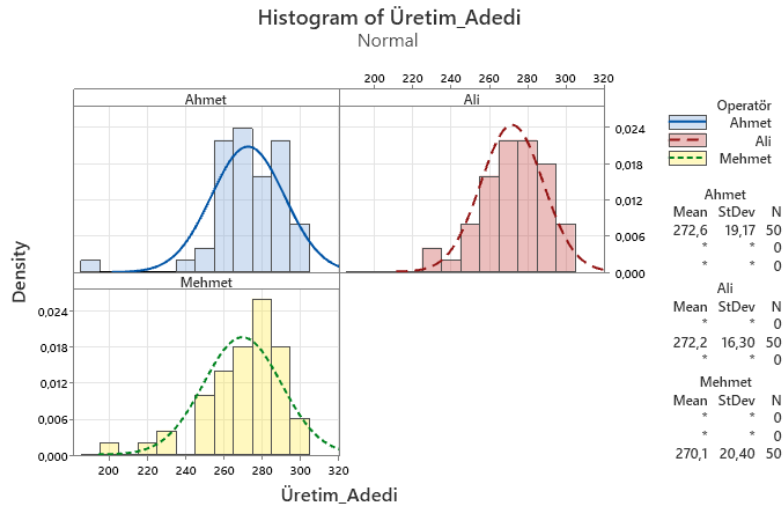 Histogram of Üretim_Adedi
Normal
200 220 240 260 280 300 320
Ahmet
Ali
Density
0,024
0,018
0,012
0,006
0,000
Mehmet
0,024
0,018
0,012
0,006
0,000
200 220 240 260 280 300 320
Üretim_Adedi
Operatör
Ahmet
Ali
Mehmet
Ahmet
Mean StDev N
272,6 19,17 50
* * 0
* * 0
Ali
Mean StDev N
* * 0
272,2 16,30 50
* * 0
Mehmet
Mean StDev N
* * 0
* * 0
270,1 20,40 50